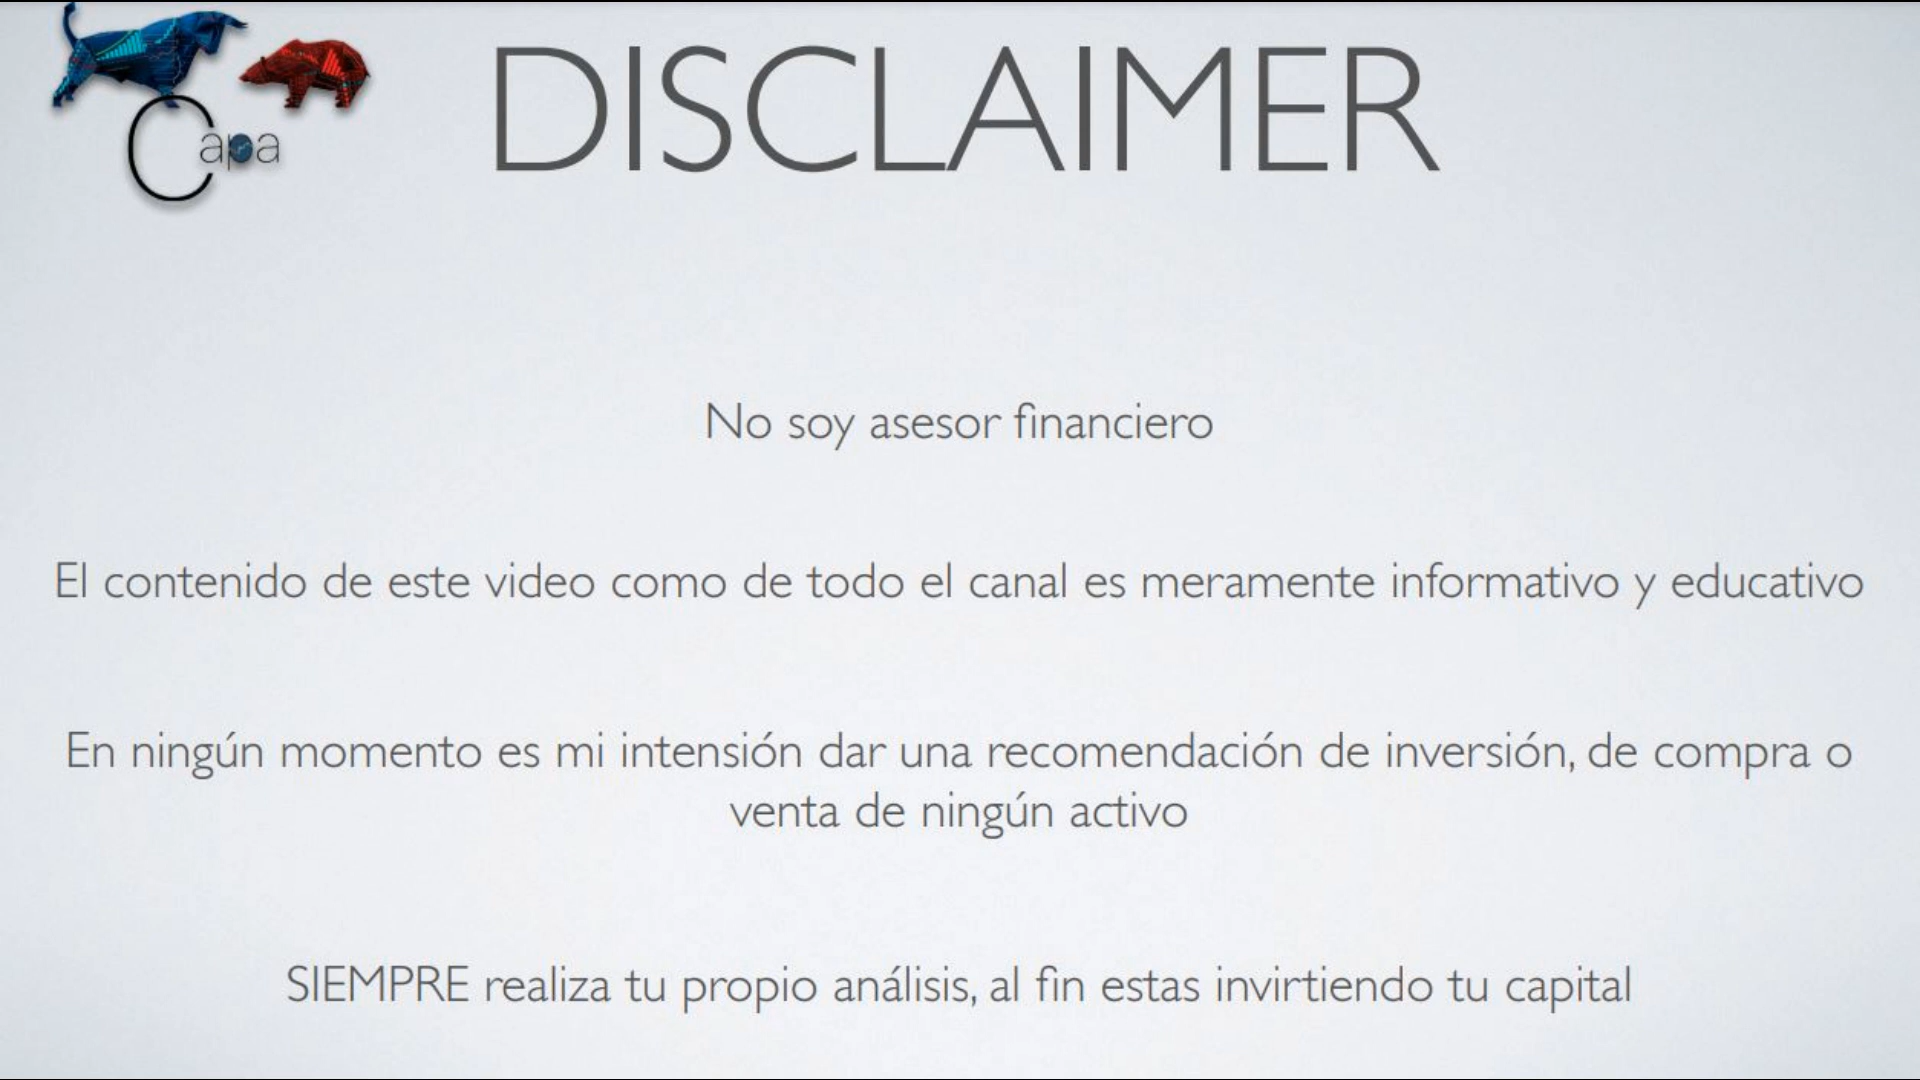 Capa
DISCLAIMER
No soy asesor financiero
El contenido de este video como de todo el canal es meramente informativo y educativo
En ningún momento es mi intensión dar una recomendación de inversión, de compra o
venta de ningún activo
SIEMPRE realiza tu propio análisis, al fin estas invirtiendo tu capital